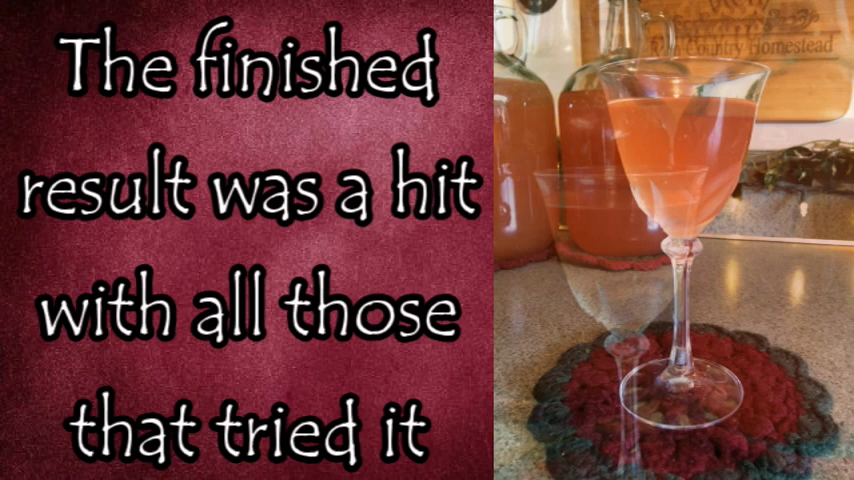 The finished
result was a hit
with all those
that tried it
Country Homestead